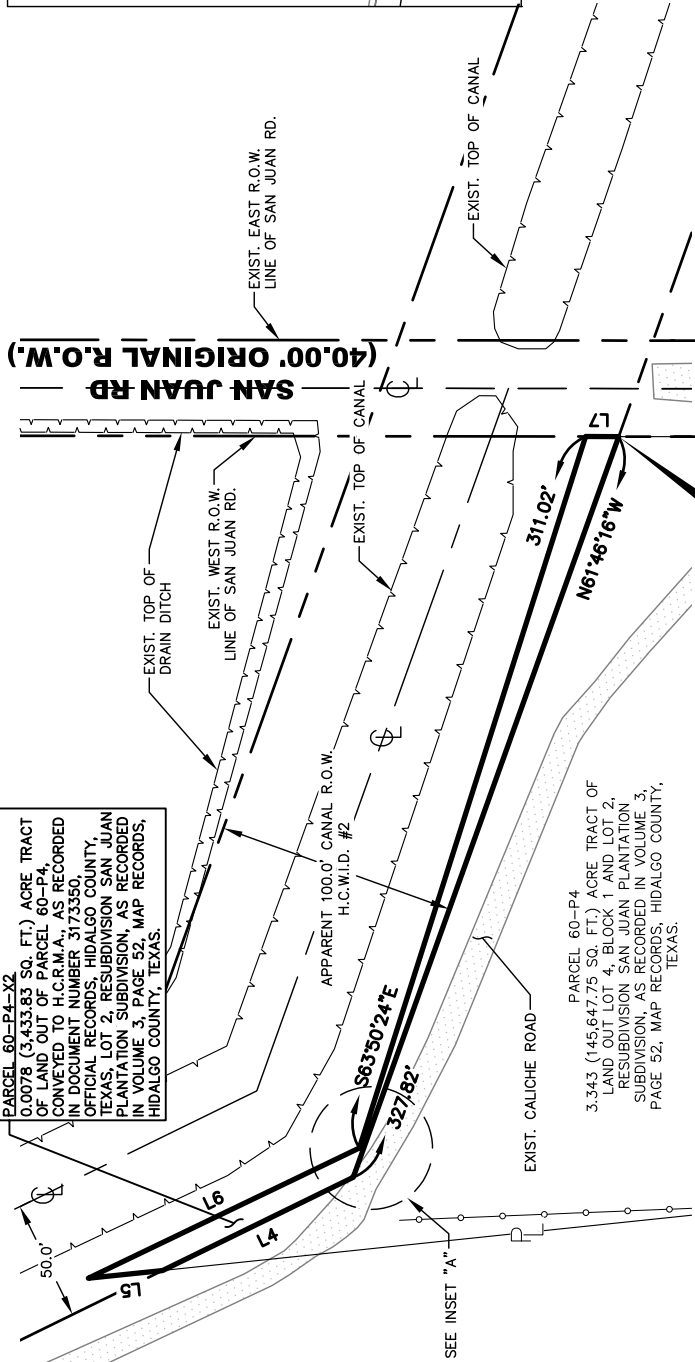 PARCEL 60-P4-X2
0.0078 (3,433.83 SQ. FT.) ACRE TRACT
OF LAND OUT OF PARCEL 60-P4,
CONVEYED TO H.C.R.M.A., AS RECORDED
IN DOCUMENT NUMBER 3173350,
OFFICIAL RECORDS, HIDALGO COUNTY,
TEXAS, LOT 2, RESUBDIVISION SAN JUAN
PLANTATION SUBDIVISION, AS RECORDED
IN VOLUME 3, PAGE 52, MAP RECORDS,
HIDALGO COUNTY, TEXAS.
EXIST. TOP OF
DRAIN DITCH
EXIST. WEST R.O.W.
LINE OF SAN JUAN RD.
SAN JUAN RD
(40.00' ORIGINAL R.O.W.)
EXIST. EAST R.O.W.
LINE OF SAN JUAN RD.
EXIST. TOP OF CANAL
EXIST. TOP OF CANAL
℄
℄
℄
50.0'
APPARENT 100.0' CANAL R.O.W.
H.C.W.I.D. #2
L5
L6
L4
L7
S63°50'24"E
311.02'
327.82'
N61°46'16"W
SEE INSET "A"
EXIST. CALICHE ROAD
PL
PARCEL 60-P4
3.343 (145,647.75 SQ. FT.) ACRE TRACT OF
LAND OUT LOT 4, BLOCK 1 AND LOT 2,
RESUBDIVISION SAN JUAN PLANTATION
SUBDIVISION, AS RECORDED IN VOLUME 3,
PAGE 52, MAP RECORDS, HIDALGO COUNTY,
TEXAS.